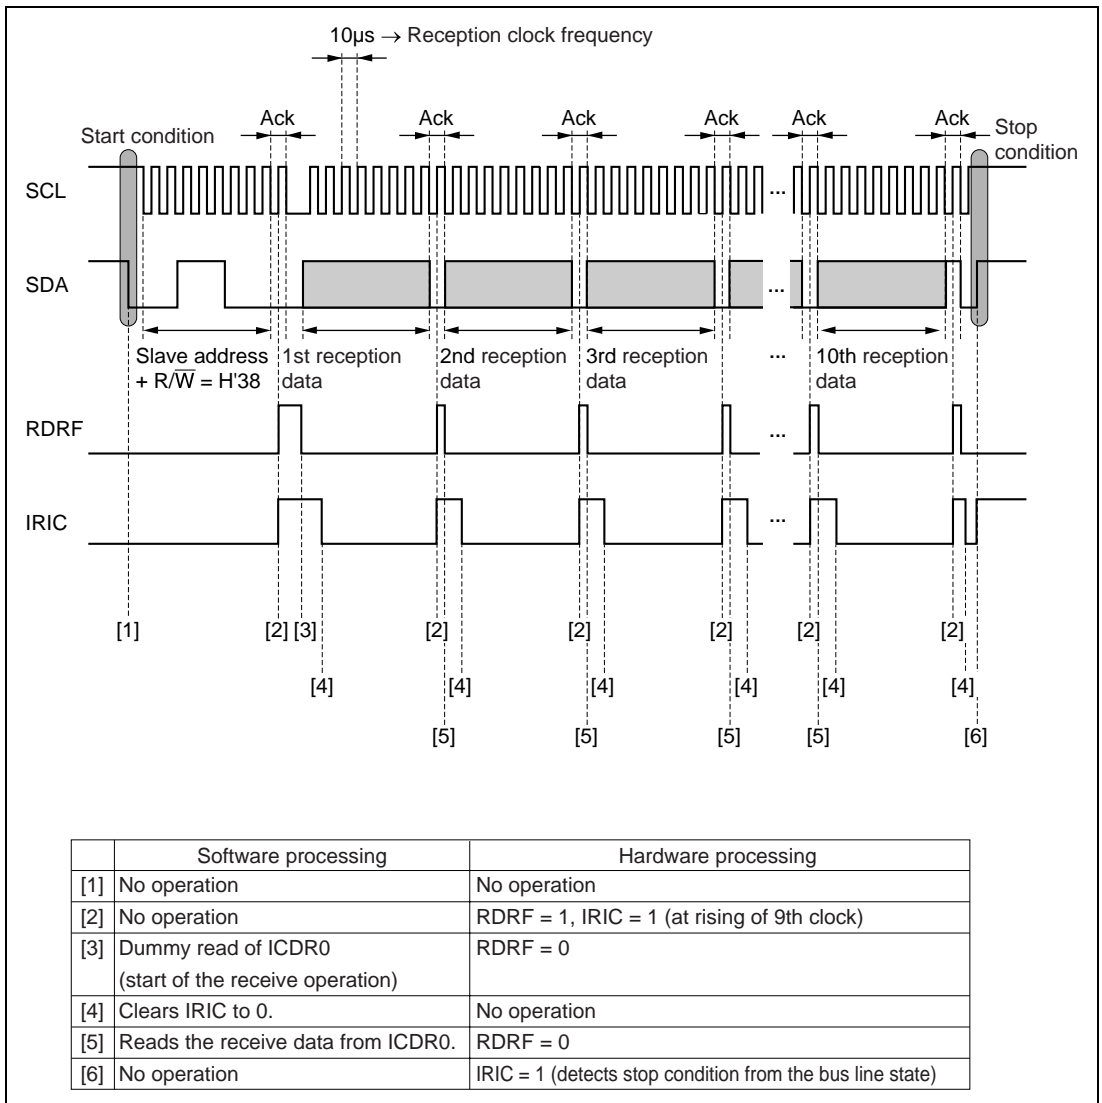 10µs → Reception clock frequency
Ack Ack Ack Ack Ack Ack
Start condition
Stop
condition
SCL
...
SDA
...
Slave address
+ R/W̅ = H'38
1st reception
data
2nd reception
data
3rd reception
data
...
10th reception
data
RDRF
...
IRIC
...
[1] [2] [3] [2] [2] [2] [2] [2]
[4] [4] [4] [4] [4] [4]
[5] [5] [5] [5] [6]
Software processing Hardware processing
[1] No operation No operation
[2] No operation RDRF = 1, IRIC = 1 (at rising of 9th clock)
[3] Dummy read of ICDR0 RDRF = 0
(start of the receive operation)
[4] Clears IRIC to 0. No operation
[5] Reads the receive data from ICDR0. RDRF = 0
[6] No operation IRIC = 1 (detects stop condition from the bus line state)